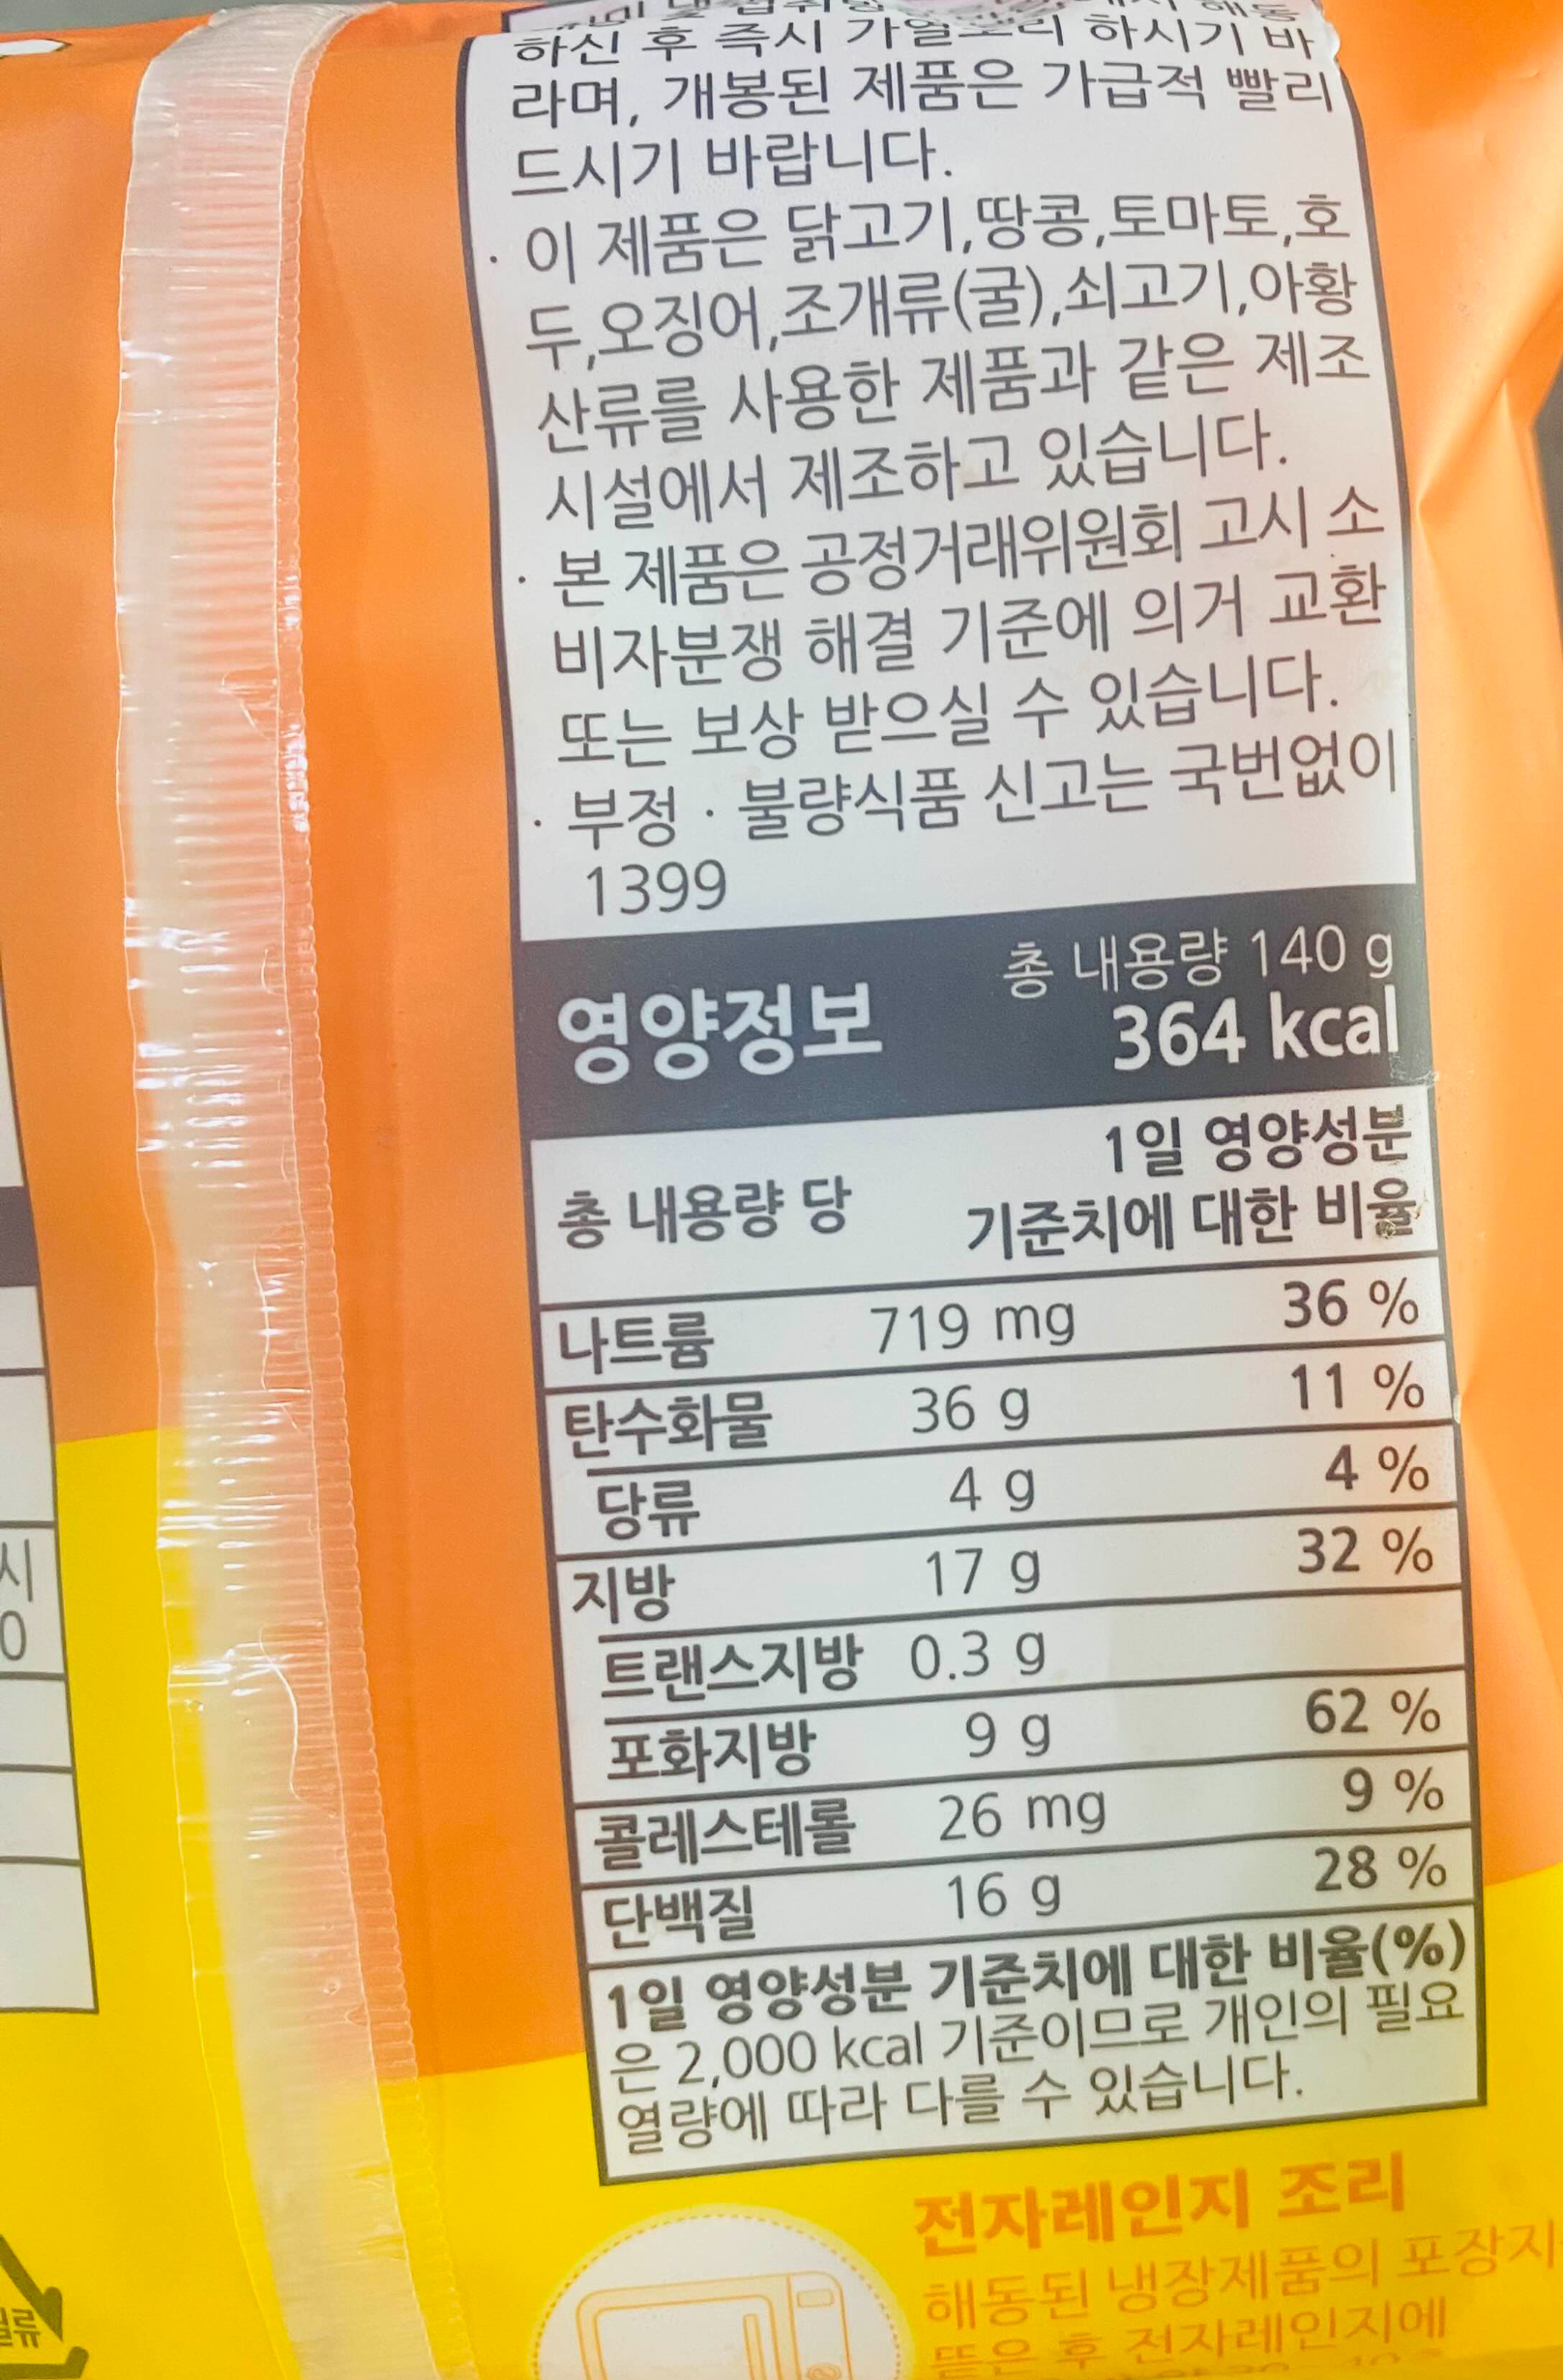 하신 후 즉시 가열조리 하시기 바
라며, 개봉된 제품은 가급적 빨리
드시기 바랍니다.
· 이 제품은 닭고기,땅콩,토마토,호
두,오징어,조개류(굴),쇠고기,아황
산류를 사용한 제품과 같은 제조
시설에서 제조하고 있습니다.
· 본 제품은 공정거래위원회 고시 소
비자분쟁 해결 기준에 의거 교환
또는 보상 받으실 수 있습니다.
· 부정 · 불량식품 신고는 국번없이
1399
영양정보
총 내용량 140 g
364 kcal
총 내용량 당
1일 영양성분
기준치에 대한 비율
나트륨 719 mg 36 %
탄수화물 36 g 11 %
당류 4 g 4 %
지방 17 g 32 %
트랜스지방 0.3 g
포화지방 9 g 62 %
콜레스테롤 26 mg 9 %
단백질 16 g 28 %
1일 영양성분 기준치에 대한 비율(%)
은 2,000 kcal 기준이므로 개인의 필요
열량에 따라 다를 수 있습니다.
전자레인지 조리
해동된 냉장제품의 포장지
뜯은 후 전자레인지에